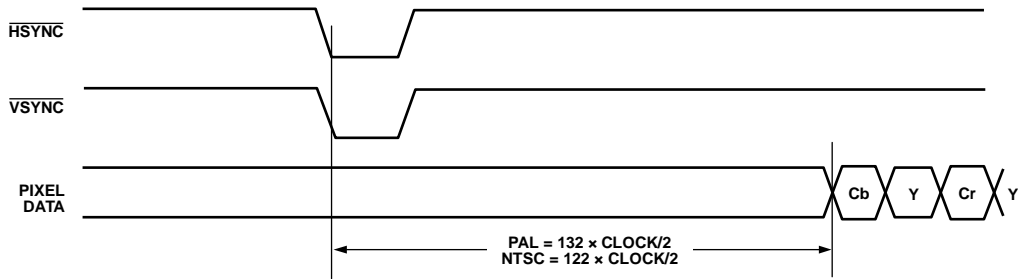 HSYNC
VSYNC
PIXEL
DATA
Cb Y Cr Y
PAL = 132 × CLOCK/2
NTSC = 122 × CLOCK/2